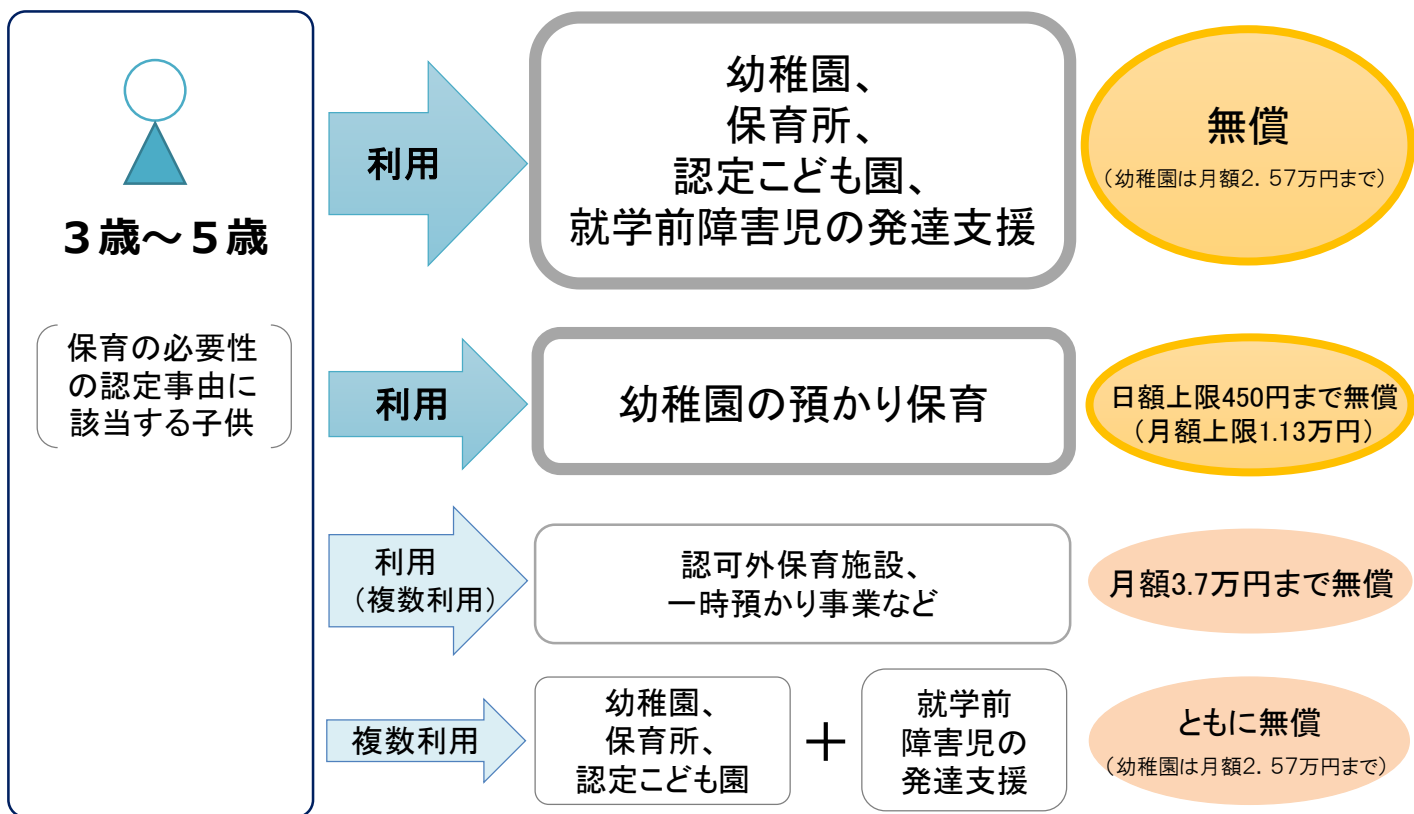 3歳～5歳
保育の必要性
の認定事由に
該当する子供
利用
幼稚園、
保育所、
認定こども園、
就学前障害児の発達支援
無償
（幼稚園は月額2．57万円まで）
利用
幼稚園の預かり保育
日額上限450円まで無償
（月額上限1.13万円）
利用
（複数利用）
認可外保育施設、
一時預かり事業など
月額3.7万円まで無償
複数利用
幼稚園、
保育所、
認定こども園
＋
就学前
障害児の
発達支援
ともに無償
（幼稚園は月額2．57万円まで）